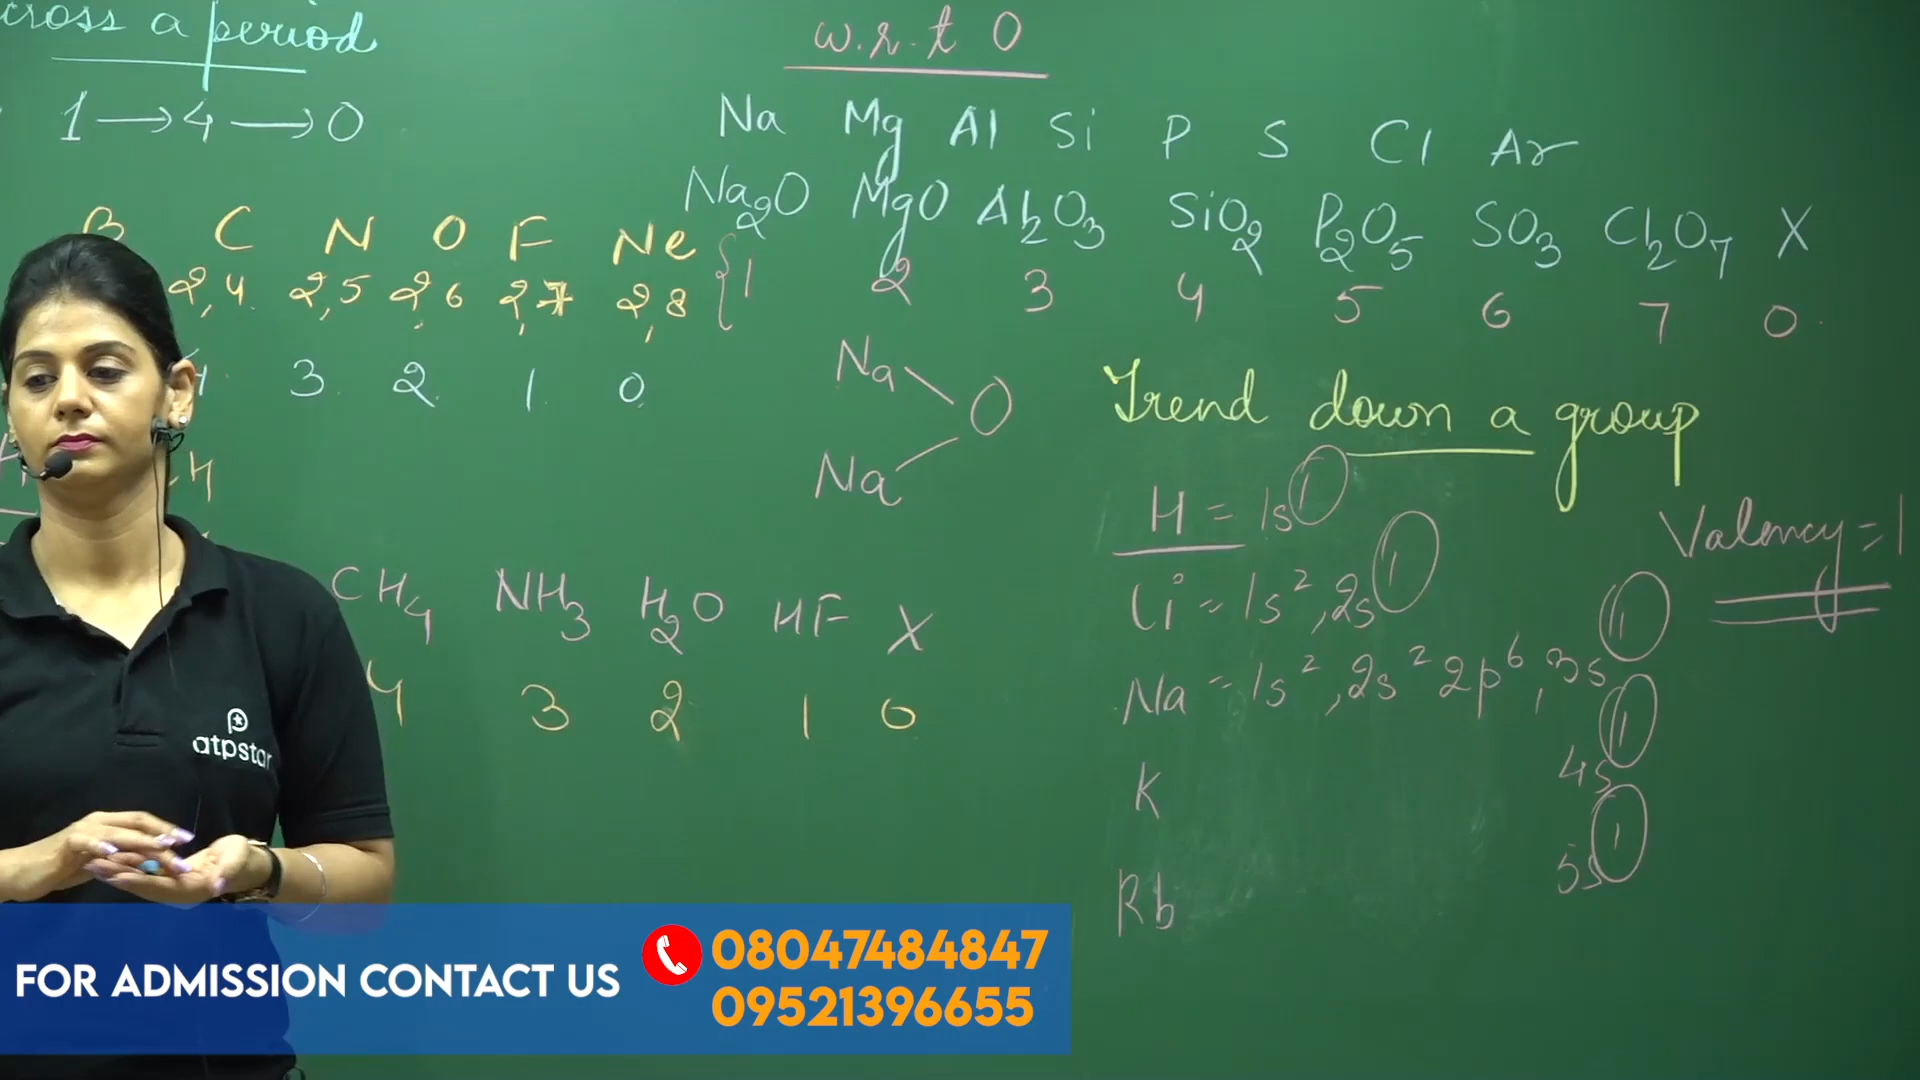 across a period
1 → 4 → 0
B C N O F Ne
2,4 2,5 2,6 2,7 2,8
4 3 2 1 0
H
CH4 NH3 H2O HF X
4 3 2 1 0
w.r.t O
Na Mg Al Si P S Cl Ar
Na2O MgO Al2O3 SiO2 P2O5 SO3 Cl2O7 X
{1 2 3 4 5 6 7 0
Na
O
Na
Trend down a group
H = 1s1
Valency = 1
Li = 1s2, 2s1
Na = 1s2, 2s2 2p6, 3s1
K 4s1
Rb 5s1
atpstar
FOR ADMISSION CONTACT US
08047484847
09521396655